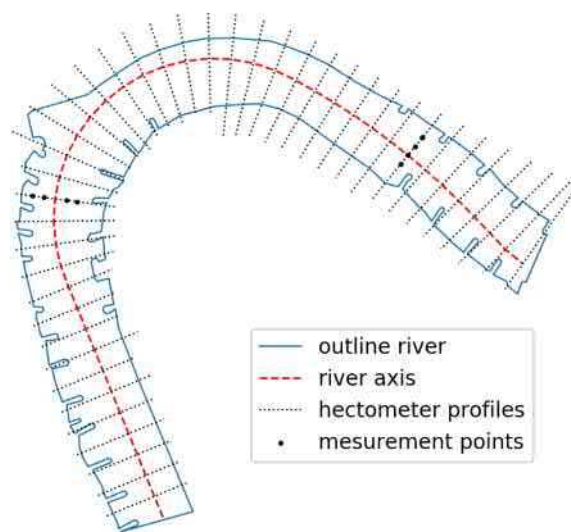 outline river
river axis
hectometer profiles
mesurement points